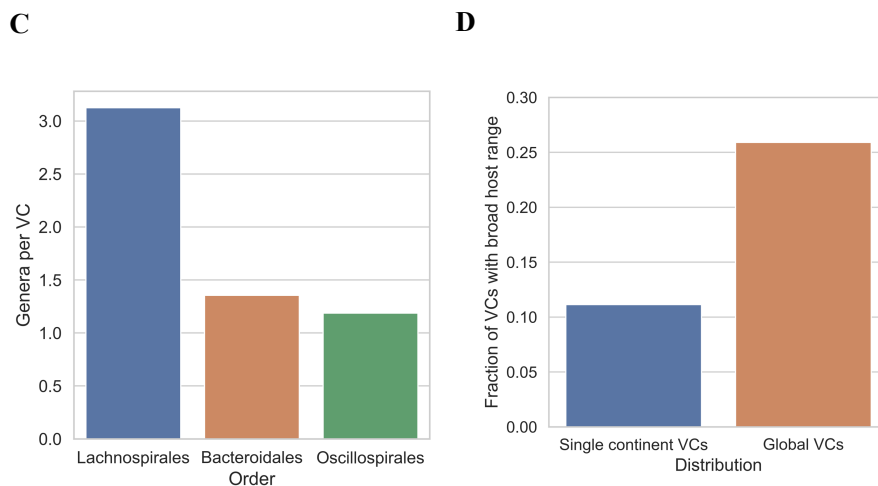 C
Genera per VC
3.0
2.5
2.0
1.5
1.0
0.5
0.0
Lachnospirales Bacteroidales Oscillospirales
Order
D
Fraction of VCs with broad host range
0.30
0.25
0.20
0.15
0.10
0.05
0.00
Single continent VCs Global VCs
Distribution